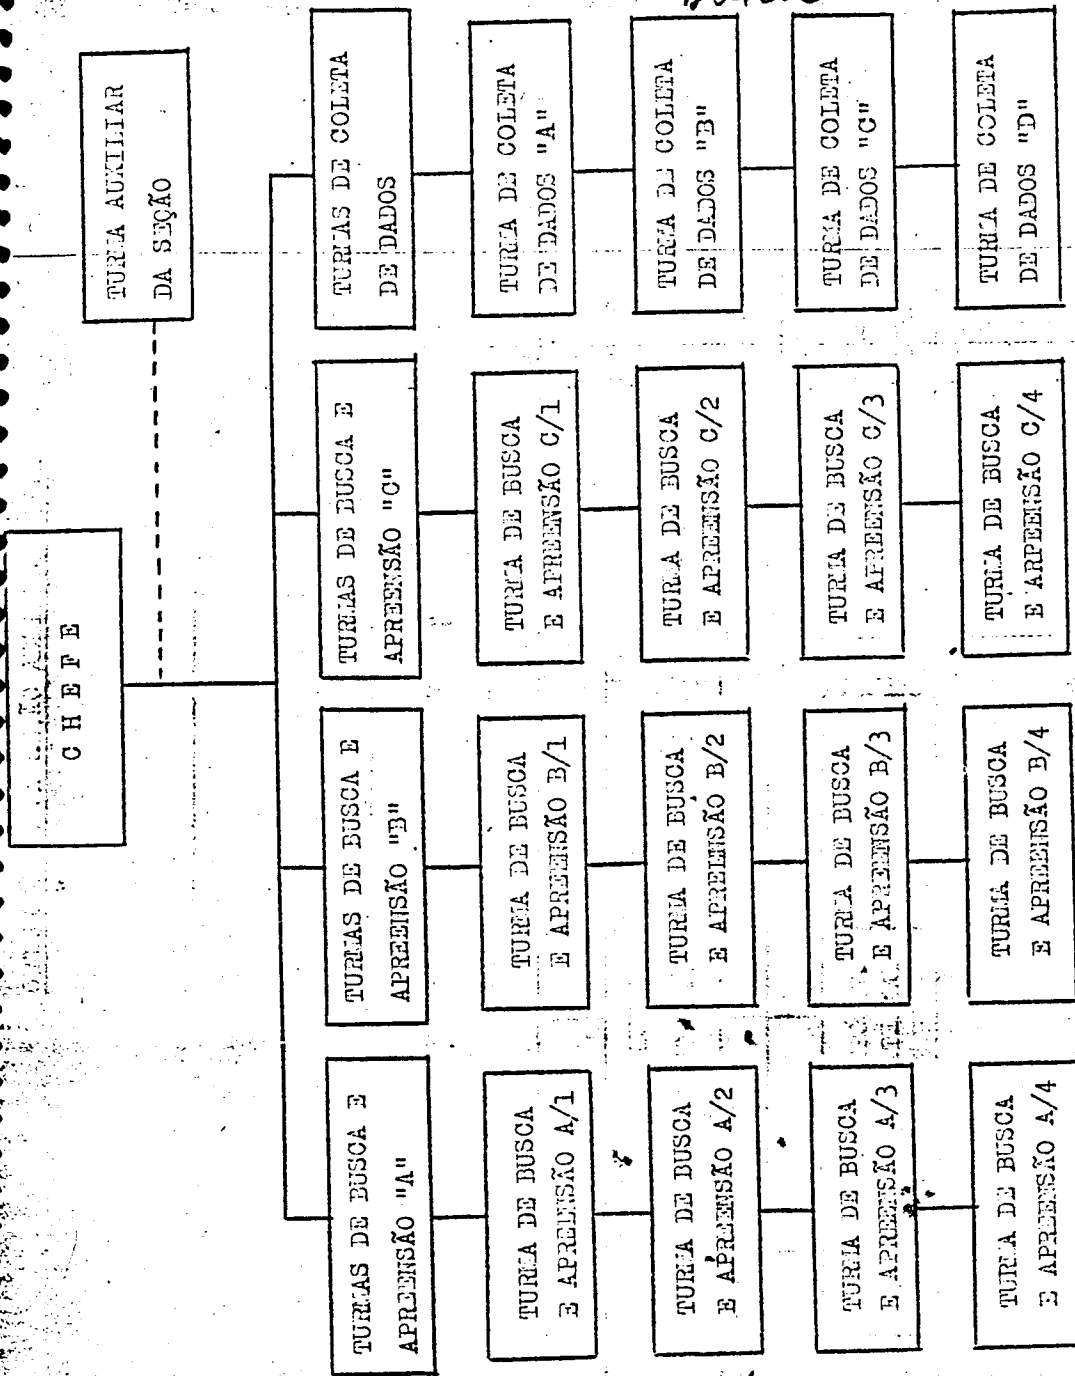 C H E F E
TURMA AUXILIAR
DA SEÇÃO
TURMAS DE BUSCA E
APREENSÃO "A"
TURMAS DE BUSCA E
APREENSÃO "B"
TURMAS DE BUSCA E
APREENSÃO "C"
TURMAS DE COLETA
DE DADOS
TURMA DE BUSCA
E APREENSÃO A/1
TURMA DE BUSCA
E APREENSÃO B/1
TURMA DE BUSCA
E APREENSÃO C/1
TURMA DE COLETA
DE DADOS "A"
TURMA DE BUSCA
E APREENSÃO A/2
TURMA DE BUSCA
E APREENSÃO B/2
TURMA DE BUSCA
E APREENSÃO C/2
TURMA DE COLETA
DE DADOS "B"
TURMA DE BUSCA
E APREENSÃO A/3
TURMA DE BUSCA
E APREENSÃO B/3
TURMA DE BUSCA
E APREENSÃO C/3
TURMA DE COLETA
DE DADOS "C"
TURMA DE BUSCA
E APREENSÃO A/4
TURMA DE BUSCA
E APREENSÃO B/4
TURMA DE BUSCA
E ARPEENSÃO C/4
TURMA DE COLETA
DE DADOS "D"